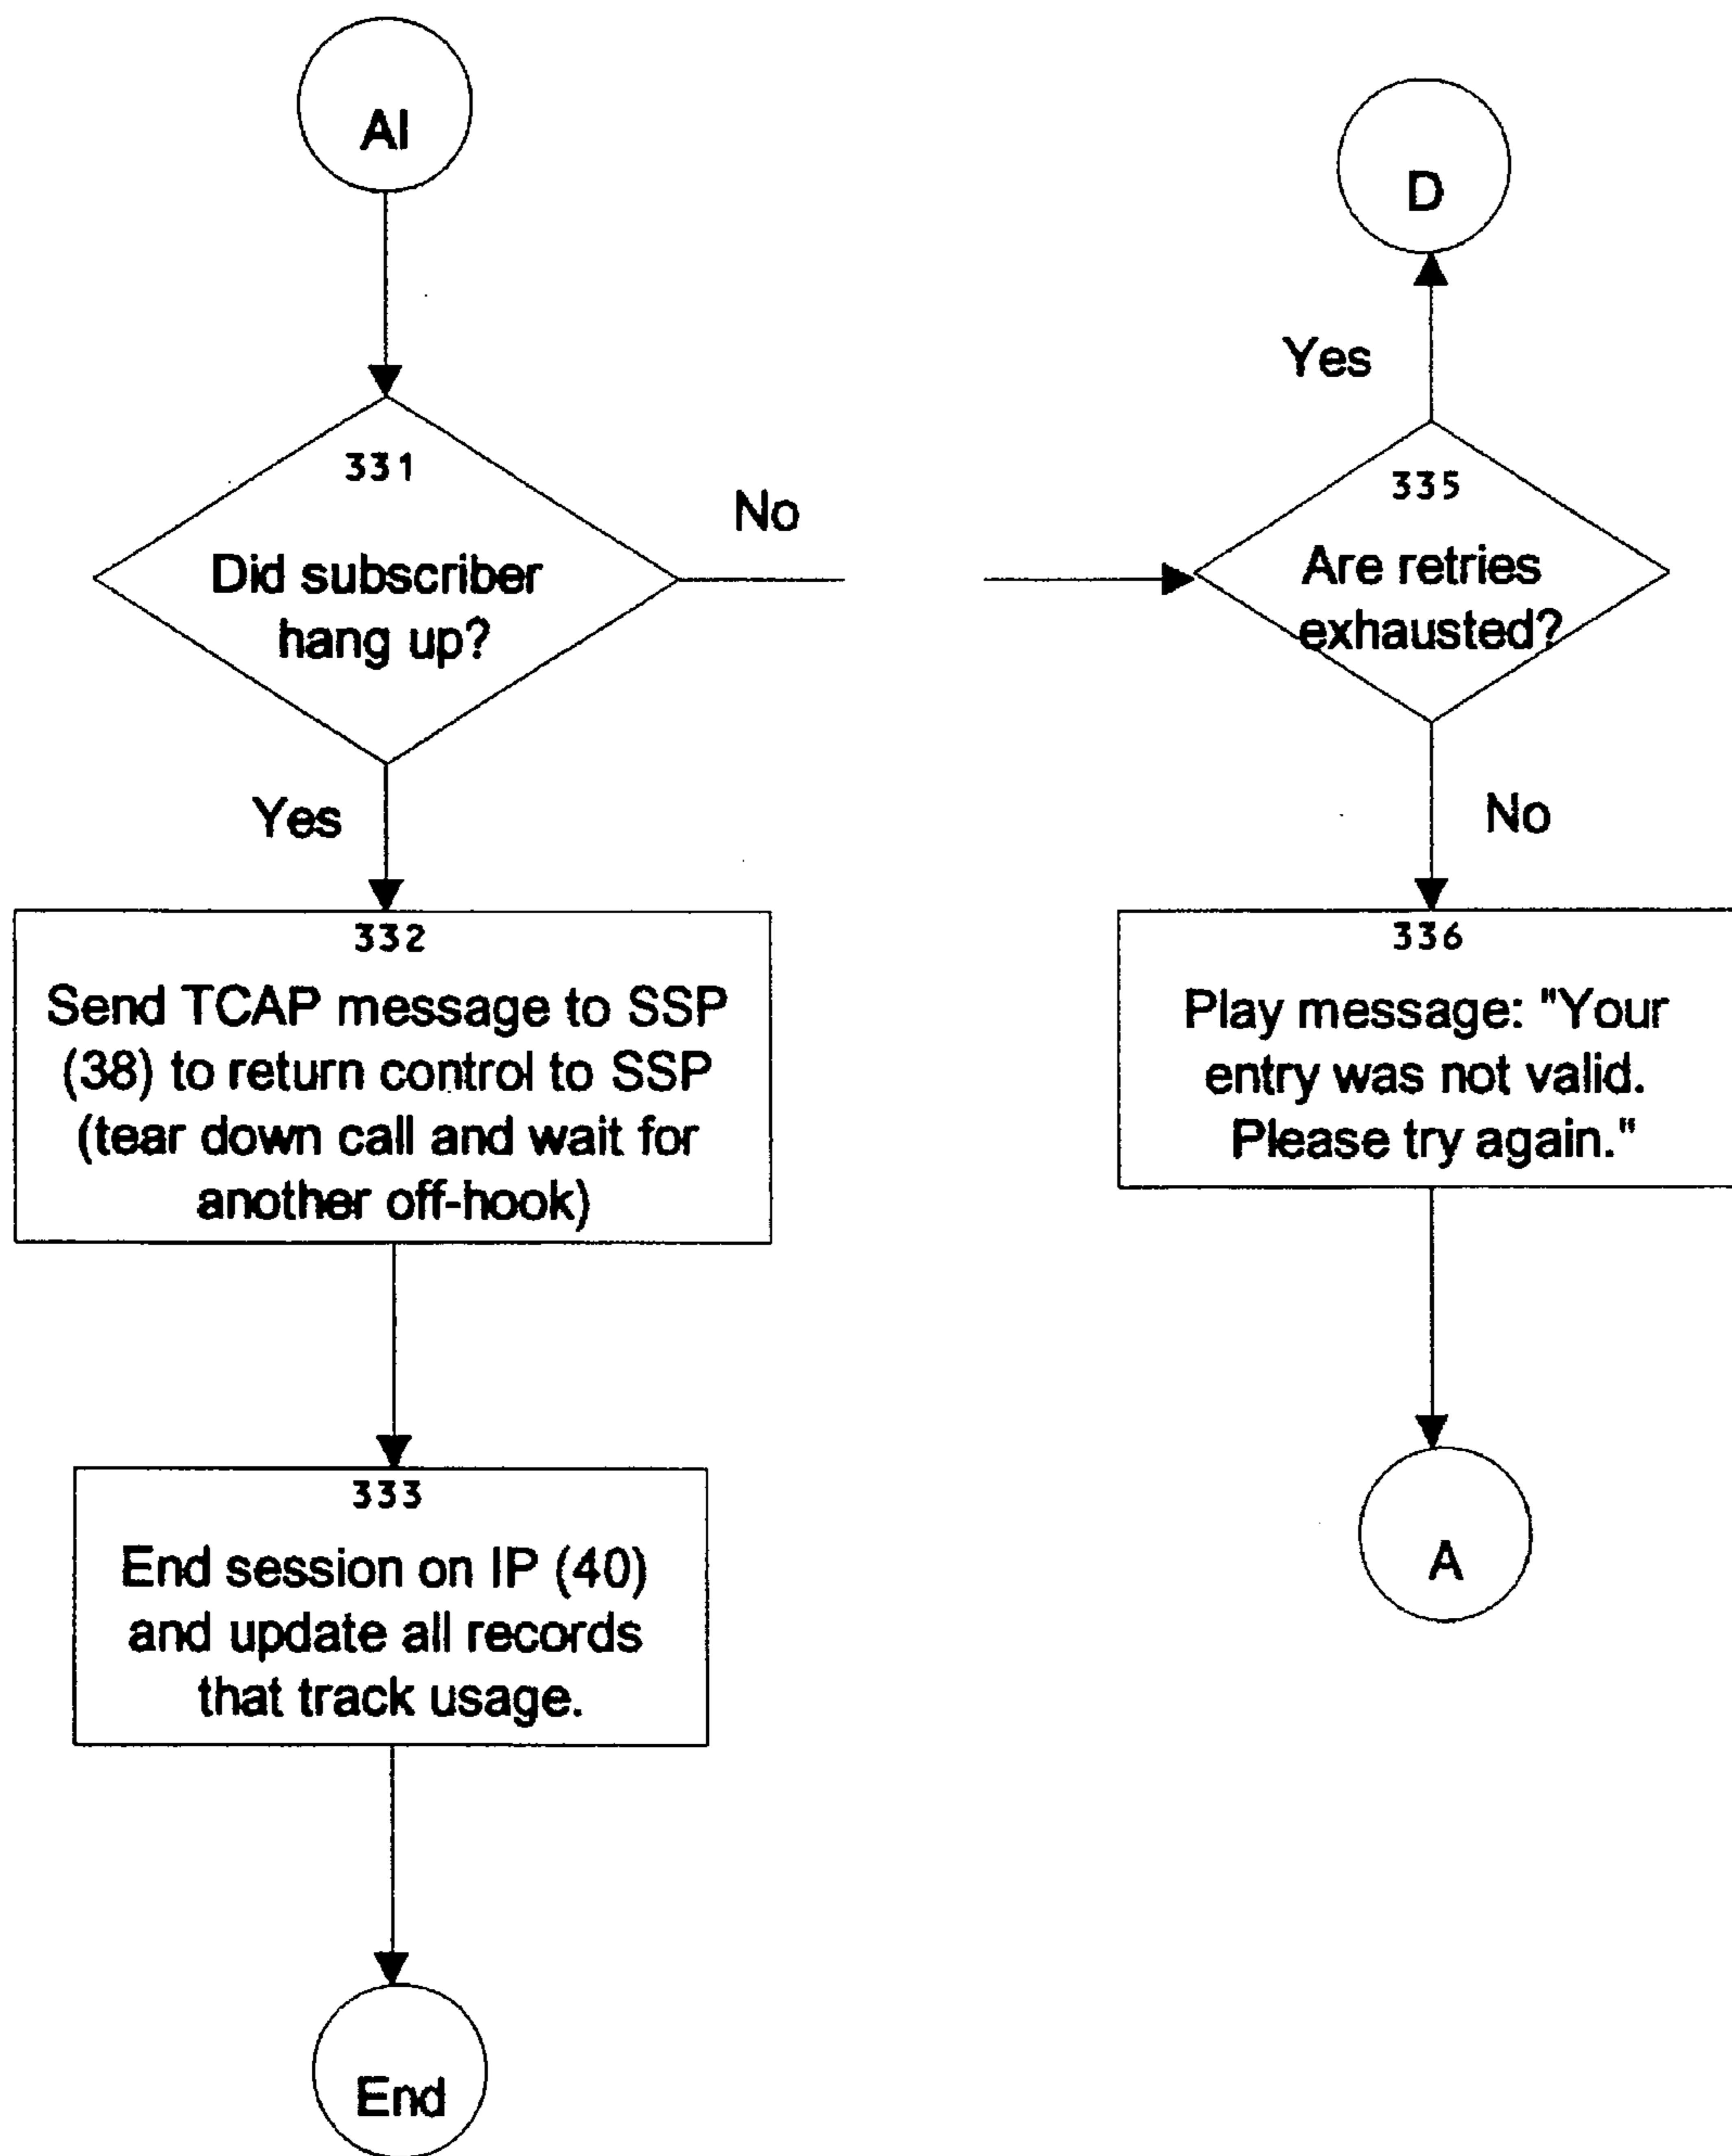 AI
331
Did subscriber
hang up?
No
Yes
332
Send TCAP message to SSP
(38) to return control to SSP
(tear down call and wait for
another off-hook)
333
End session on IP (40)
and update all records
that track usage.
End
D
Yes
335
Are retries
exhausted?
No
336
Play message: "Your
entry was not valid.
Please try again."
A